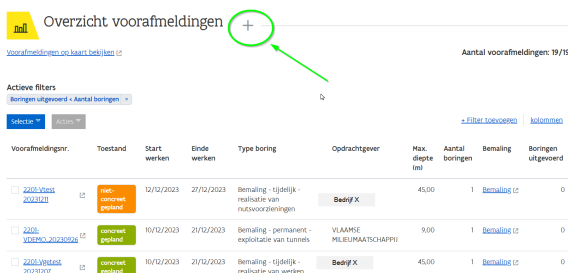 Overzicht voorafmeldingen +
Voorafmeldingen op kaart bekijken
Aantal voorafmeldingen: 19/19
Actieve filters
Boringen uitgevoerd < Aantal boringen ×
Selectie Acties + Filter toevoegen kolommen
Voorafmeldingsnr. Toestand Start werken Einde werken Type boring Opdrachtgever Max. diepte (m) Aantal boringen Bemaling Boringen uitgevoerd
2201-Vtest 20231211 niet-concreet gepland 12/12/2023 27/12/2023 Bemaling - tijdelijk - realisatie van nutsvoorzieningen Bedrijf X 45,00 1 Bemaling 0
2201-VDEMO_20230926 concreet gepland 10/12/2023 21/12/2023 Bemaling - permanent - exploitatie van tunnels VLAAMSE MILIEUMAATSCHAPPIJ 9,00 1 Bemaling 0
2201-Vgptest 20231207 concreet gepland 10/12/2023 21/12/2023 Bemaling - tijdelijk - realisatie van werken Bedrijf X 45,00 1 Bemaling 0